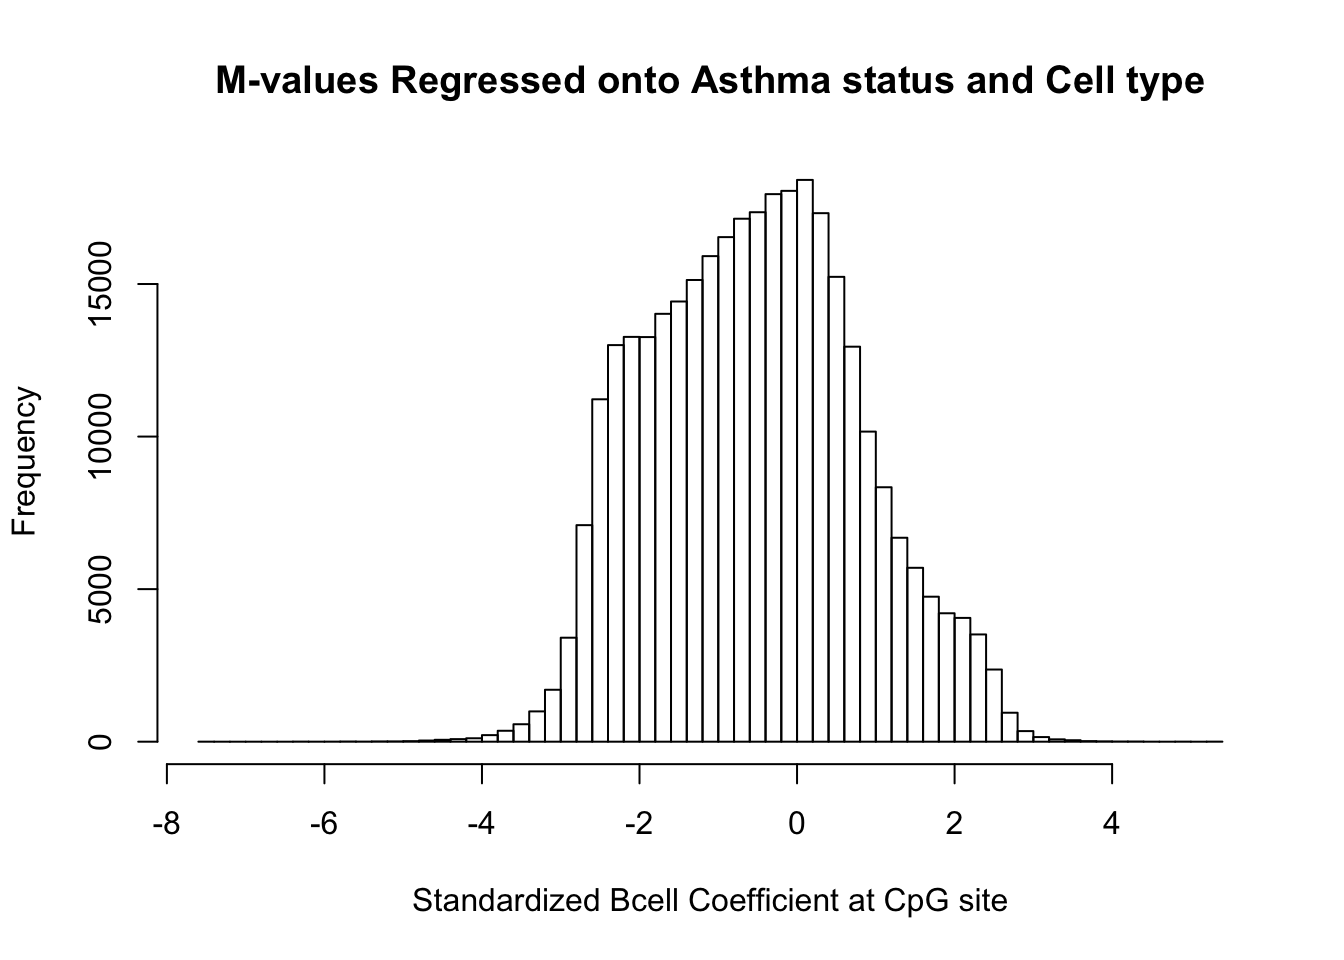 M-values Regressed onto Asthma status and Cell type
Frequency
15000
10000
5000
0
-8 -6 -4 -2 0 2 4
Standardized Bcell Coefficient at CpG site